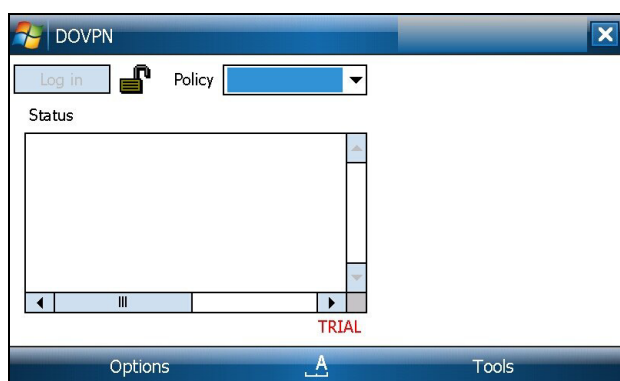 DOVPN
Log in Policy
Status
TRIAL
Options A Tools